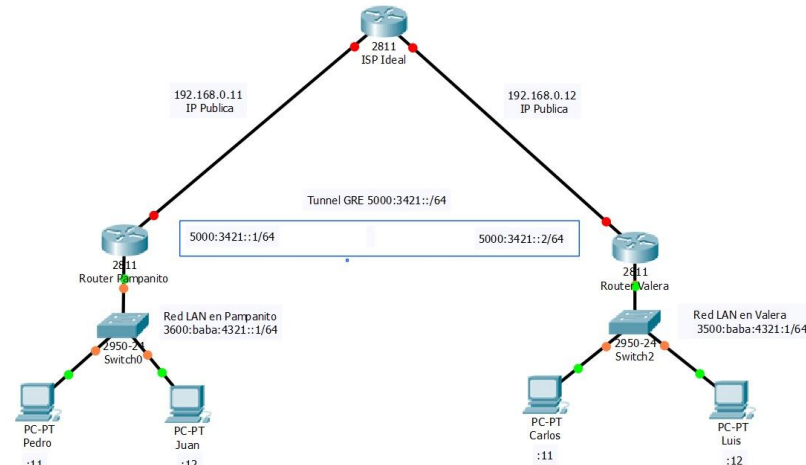 2811
ISP Ideal
192.168.0.11
IP Publica
192.168.0.12
IP Publica
Tunnel GRE 5000:3421::/64
5000:3421::1/64
5000:3421::2/64
2811
Router Pampanito
2811
Router Valera
Red LAN en Pampanito
3600:baba:4321::1/64
Red LAN en Valera
3500:baba:4321:1/64
2950-24
Switch0
2950-24
Switch2
PC-PT
Pedro
:11
PC-PT
Juan
:12
PC-PT
Carlos
:11
PC-PT
Luis
:12